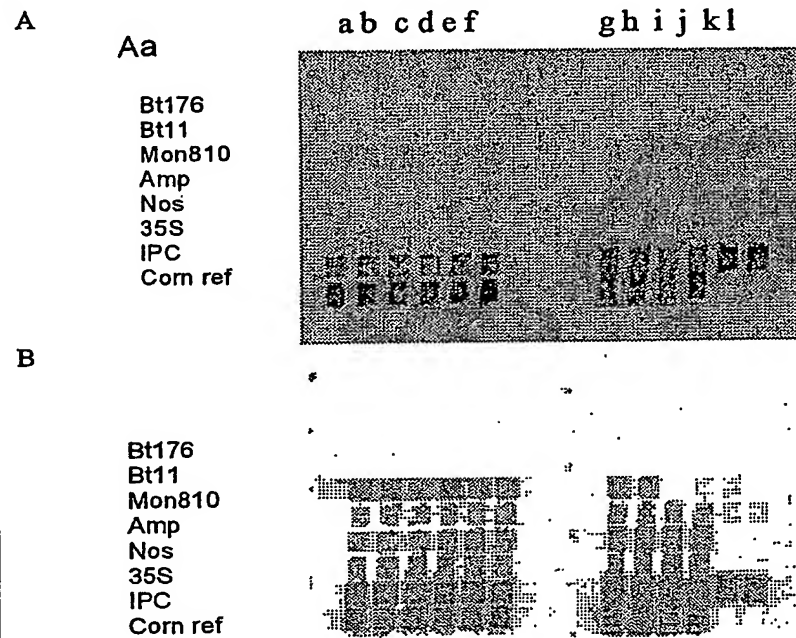 A
a b c d e f g h i j k l
Aa
Bt176
Bt11
Mon810
Amp
Nos
35S
IPC
Corn ref
B
Bt176
Bt11
Mon810
Amp
Nos
35S
IPC
Corn ref